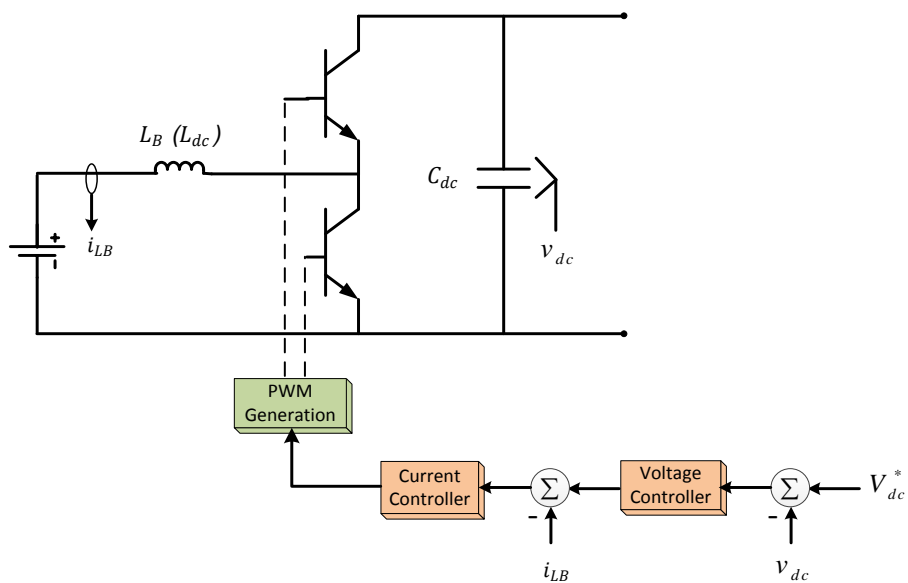 L_B (L_dc)
C_dc
+
-
i_LB
v_dc
PWM
Generation
Current
Controller
Σ
Voltage
Controller
Σ
V_dc^*
-
-
i_LB
v_dc